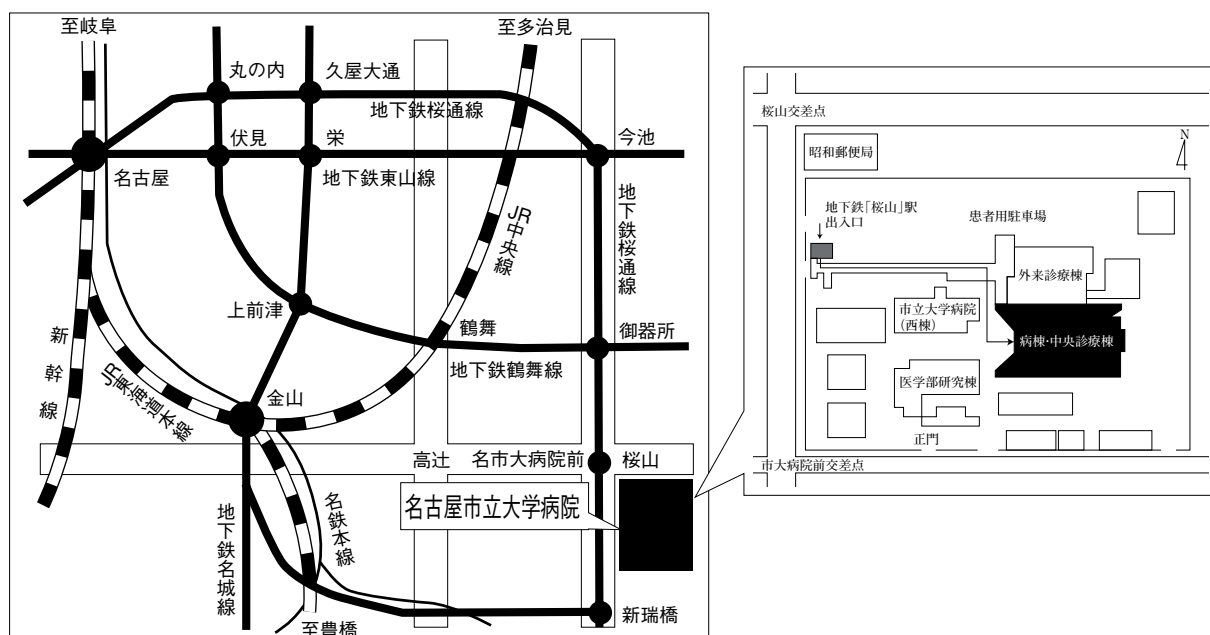 至岐阜
至多治見
丸の内
久屋大通
地下鉄桜通線
伏見
栄
今池
名古屋
地下鉄東山線
地下鉄桜通線
JR中央線
上前津
鶴舞
御器所
地下鉄鶴舞線
新幹線
JR東海道本線
金山
高辻
名市大病院前
桜山
名古屋市立大学病院
地下鉄名城線
名鉄本線
新瑞橋
至豊橋
桜山交差点
昭和郵便局
N
地下鉄「桜山」駅
出入口
患者用駐車場
外来診療棟
市立大学病院
(西棟)
病棟・中央診療棟
医学部研究棟
正門
市大病院前交差点